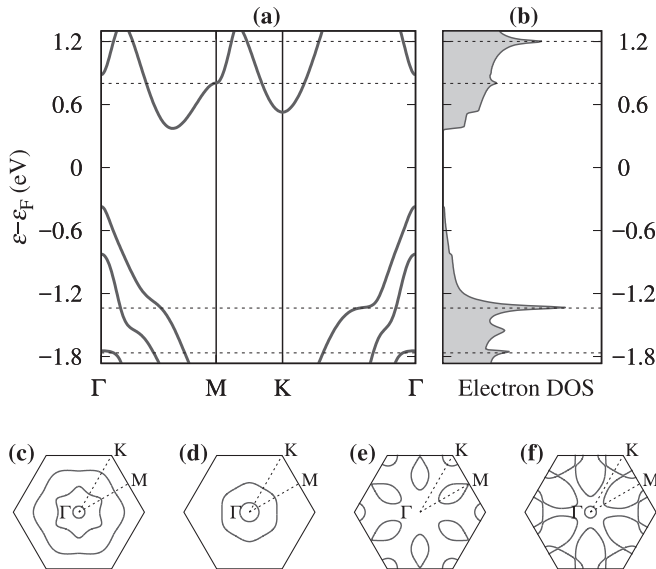 (a) (b)
1.2 1.2
0.6 0.6
0 0
−0.6 −0.6
−1.2 −1.2
−1.8 −1.8
ε−εF (eV)
Γ M K Γ Electron DOS
(c) K M Γ
(d) K M Γ
(e) K M Γ
(f) K M Γ